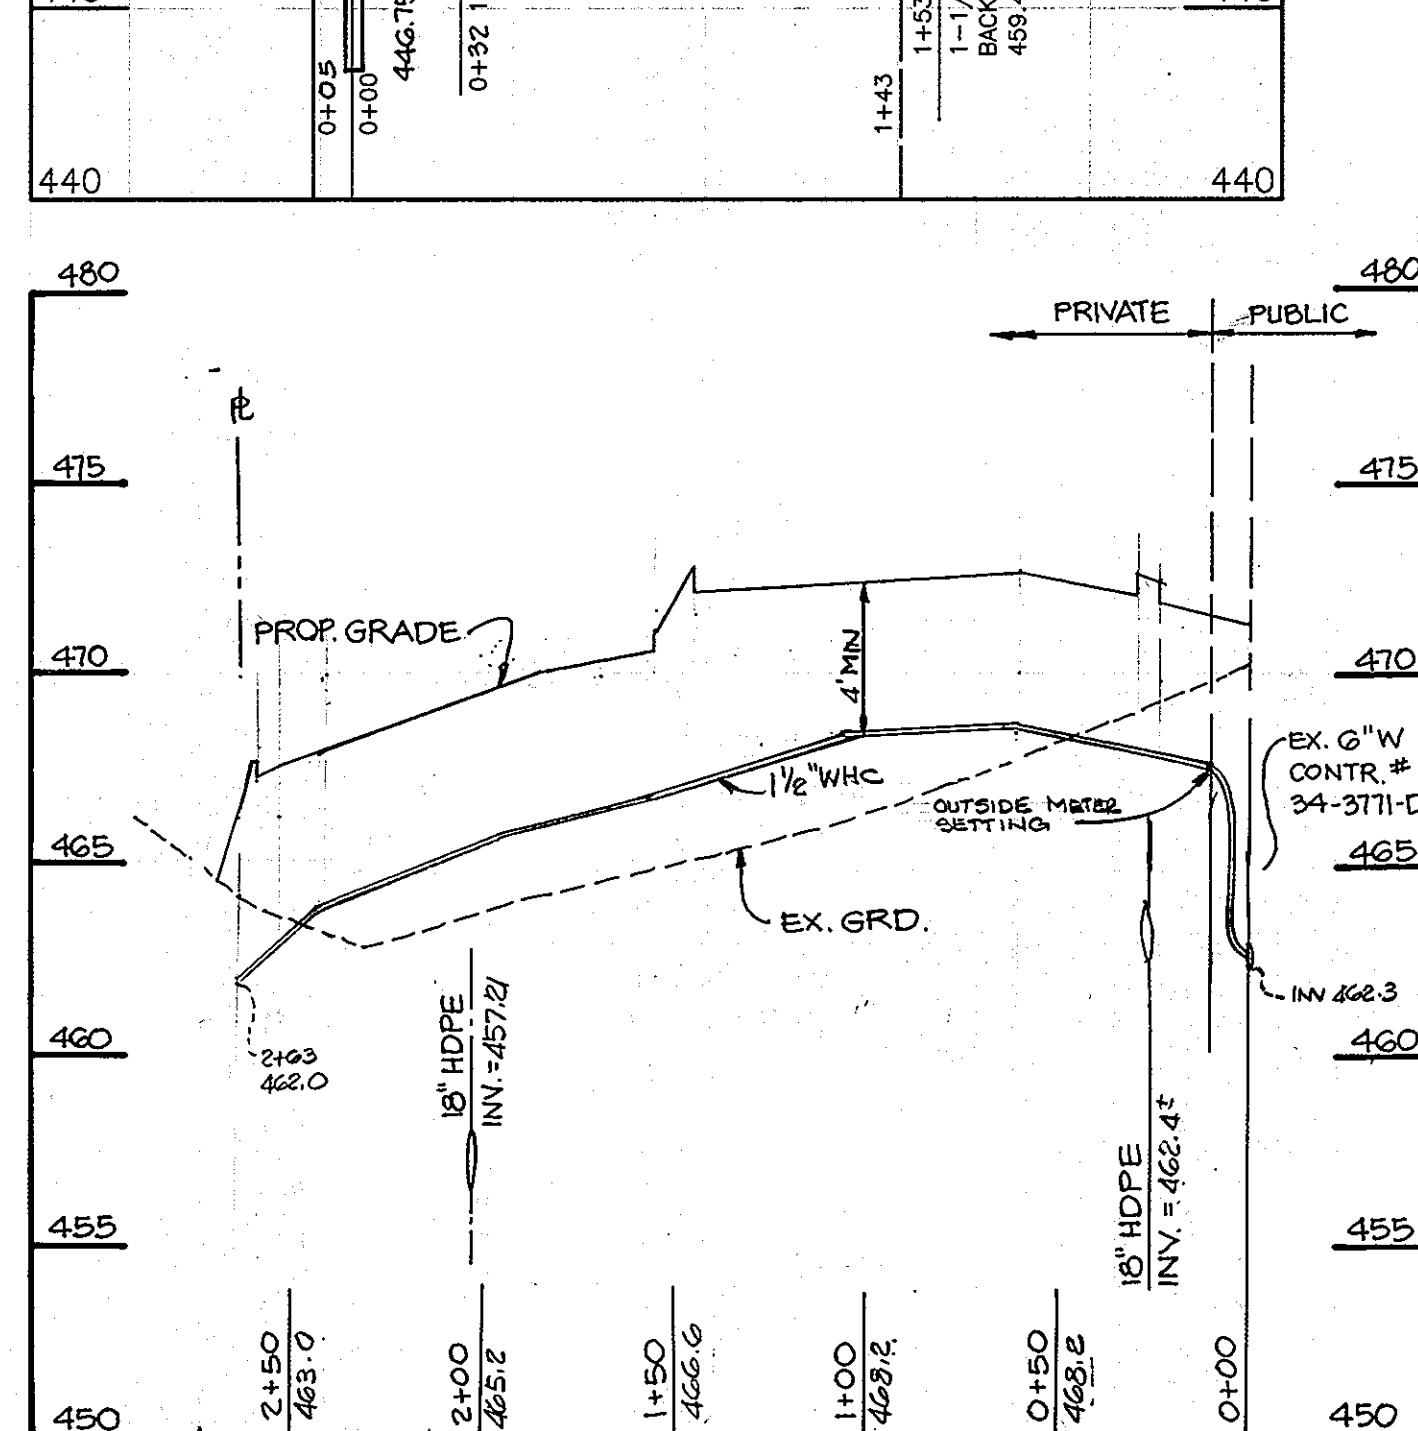 0+05
0+00
446.75
0+32
1+43
1+53
1-1/
BACK
459.4
440
440
480
480
PRIVATE
PUBLIC
℄
475
475
PROP. GRADE
470
470
4' MIN
EX. 6" W
CONTR. #
34-3771-D
1½" WHC
OUTSIDE METER
SETTING
465
465
EX. GRD.
INV 462.3
18" HDPE
INV. = 457.21
460
460
2+63
462.0
18" HDPE
INV. = 462.4±
455
455
2+50
463.0
2+00
465.2
1+50
466.6
1+00
468.2
0+50
468.2
0+00
450
450